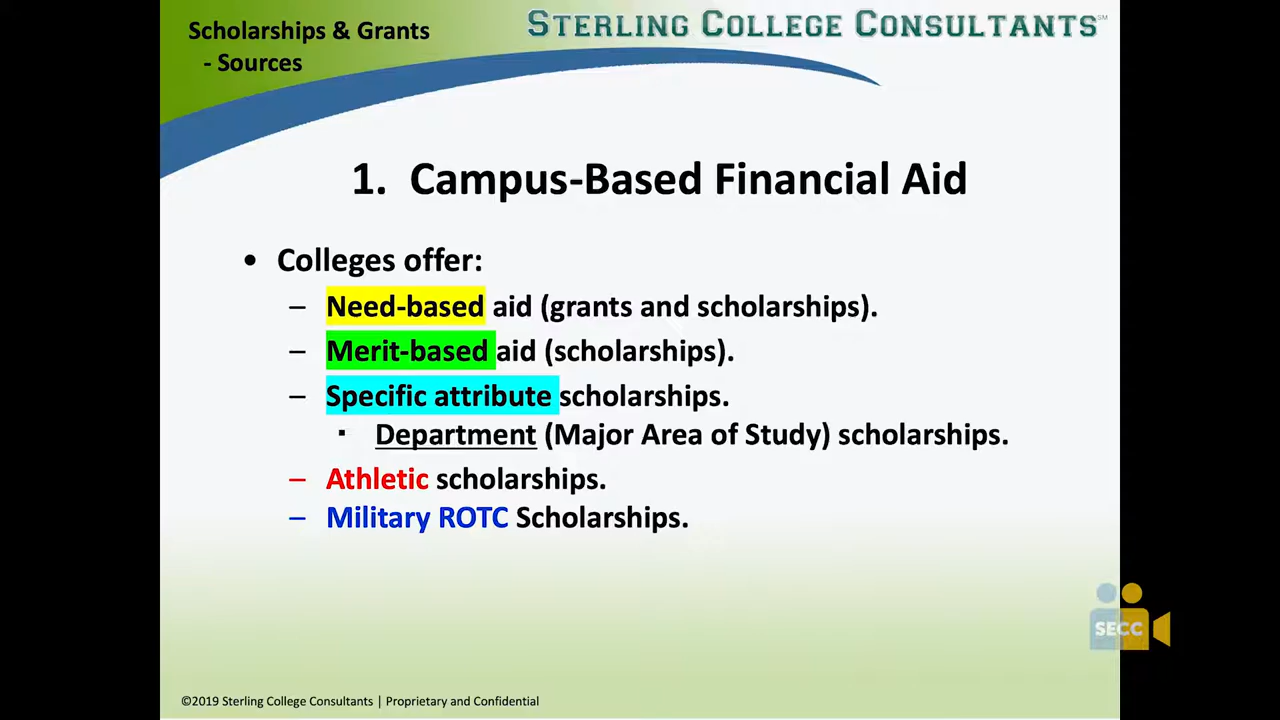 Scholarships & Grants
- Sources
STERLING COLLEGE CONSULTANTS℠
1. Campus-Based Financial Aid
• Colleges offer:
– Need-based aid (grants and scholarships).
– Merit-based aid (scholarships).
– Specific attribute scholarships.
▪ Department (Major Area of Study) scholarships.
– Athletic scholarships.
– Military ROTC Scholarships.
SECC
©2019 Sterling College Consultants | Proprietary and Confidential